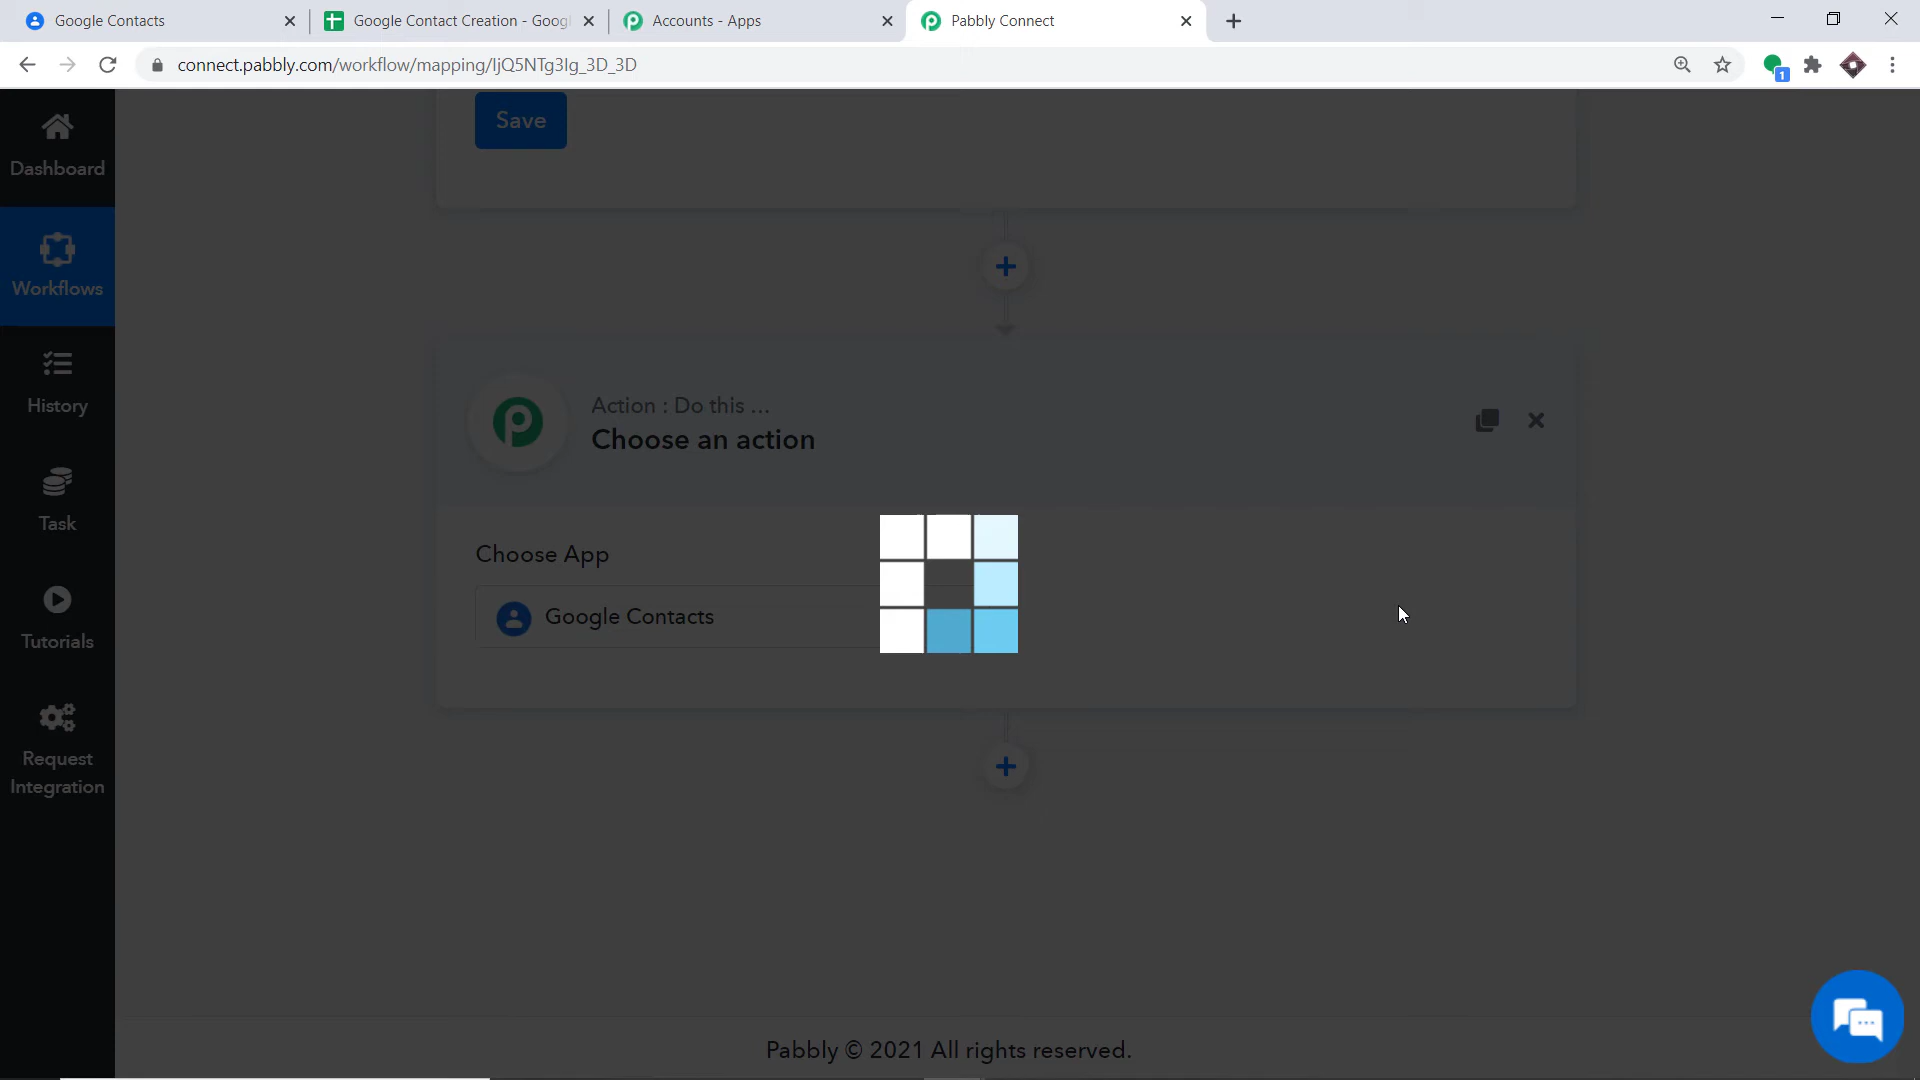 Google Contacts
Google Contact Creation - Goog
Accounts - Apps
Pabbly Connect
connect.pabbly.com/workflow/mapping/IjQ5NTg3Ig_3D_3D
1
Dashboard
Workflows
History
Task
Tutorials
Request
Integration
Save
Action : Do this ...
Choose an action
Choose App
Google Contacts
Pabbly © 2021 All rights reserved.